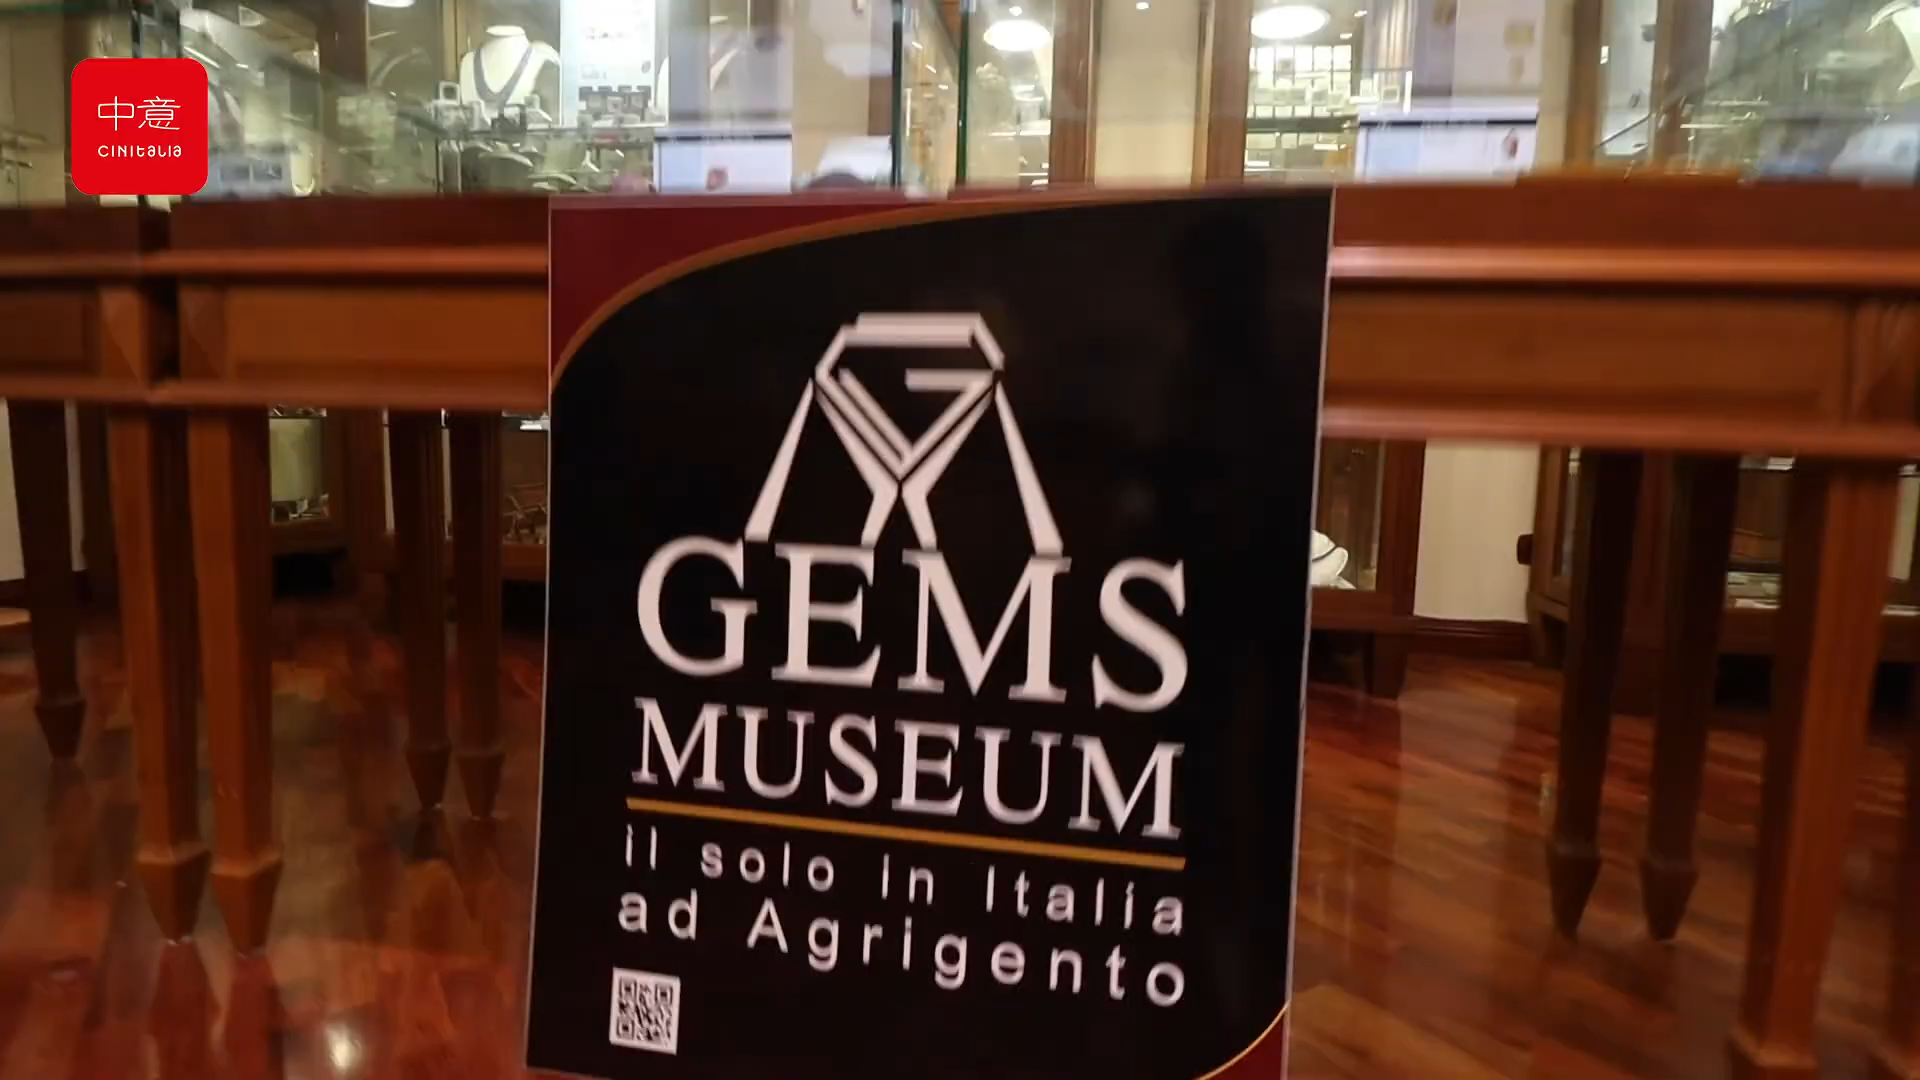 中意
CINITALIA
GEMS
MUSEUM
il solo in Italia
ad Agrigento